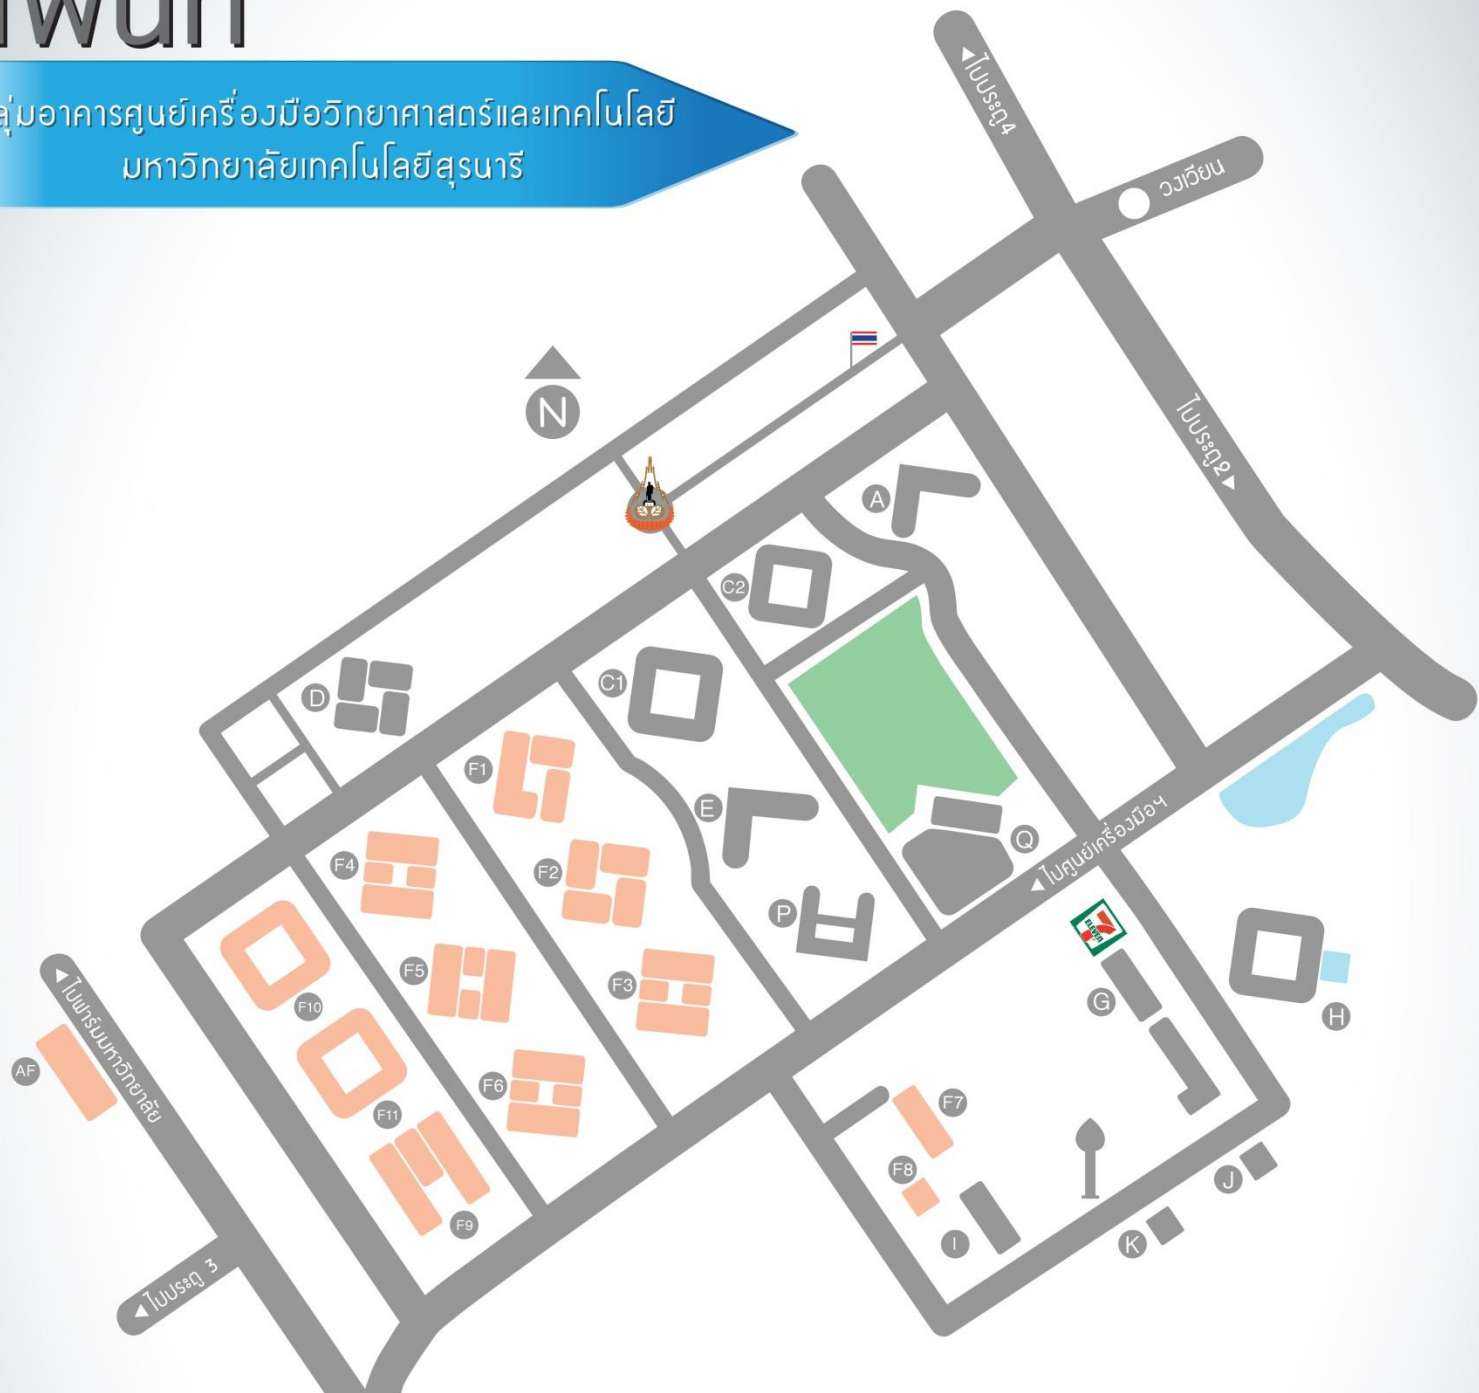 ลุ่มอาคารศูนย์เครื่องมือวิทยาศาสตร์และเทคโนโลยี
มหาวิทยาลัยเทคโนโลยีสุรนารี
ไปประตู4
วงเวียน
N
ไปประตู2
A
C2
D
C1
F1
E
Q
ไปศูนย์เครื่องมือฯ
F4
F2
P
7 ELEVEN
F5
F3
G
H
F10
ไปฟาร์มมหาวิทยาลัย
AF
F11
F6
F7
F8
J
F9
I
K
ไปประตู 3